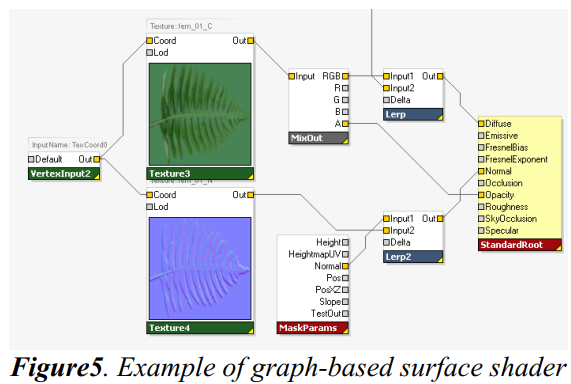 Texture: fern_01_C
Coord Out
Lod
Texture3
InputName: TexCoord0
Default Out
VertexInput2
Texture: fern_01_N
Coord Out
Lod
Texture4
Input RGB
R
G
B
A
MixOut
Input1 Out
Input2
Delta
Lerp
Height
HeightmapUV
Normal
Pos
PosXZ
Slope
TestOut
MaskParams
Input1 Out
Input2
Delta
Lerp2
Diffuse
Emissive
FresnelBias
FresnelExponent
Normal
Occlusion
Opacity
Roughness
SkyOcclusion
Specular
StandardRoot
Figure5. Example of graph-based surface shader